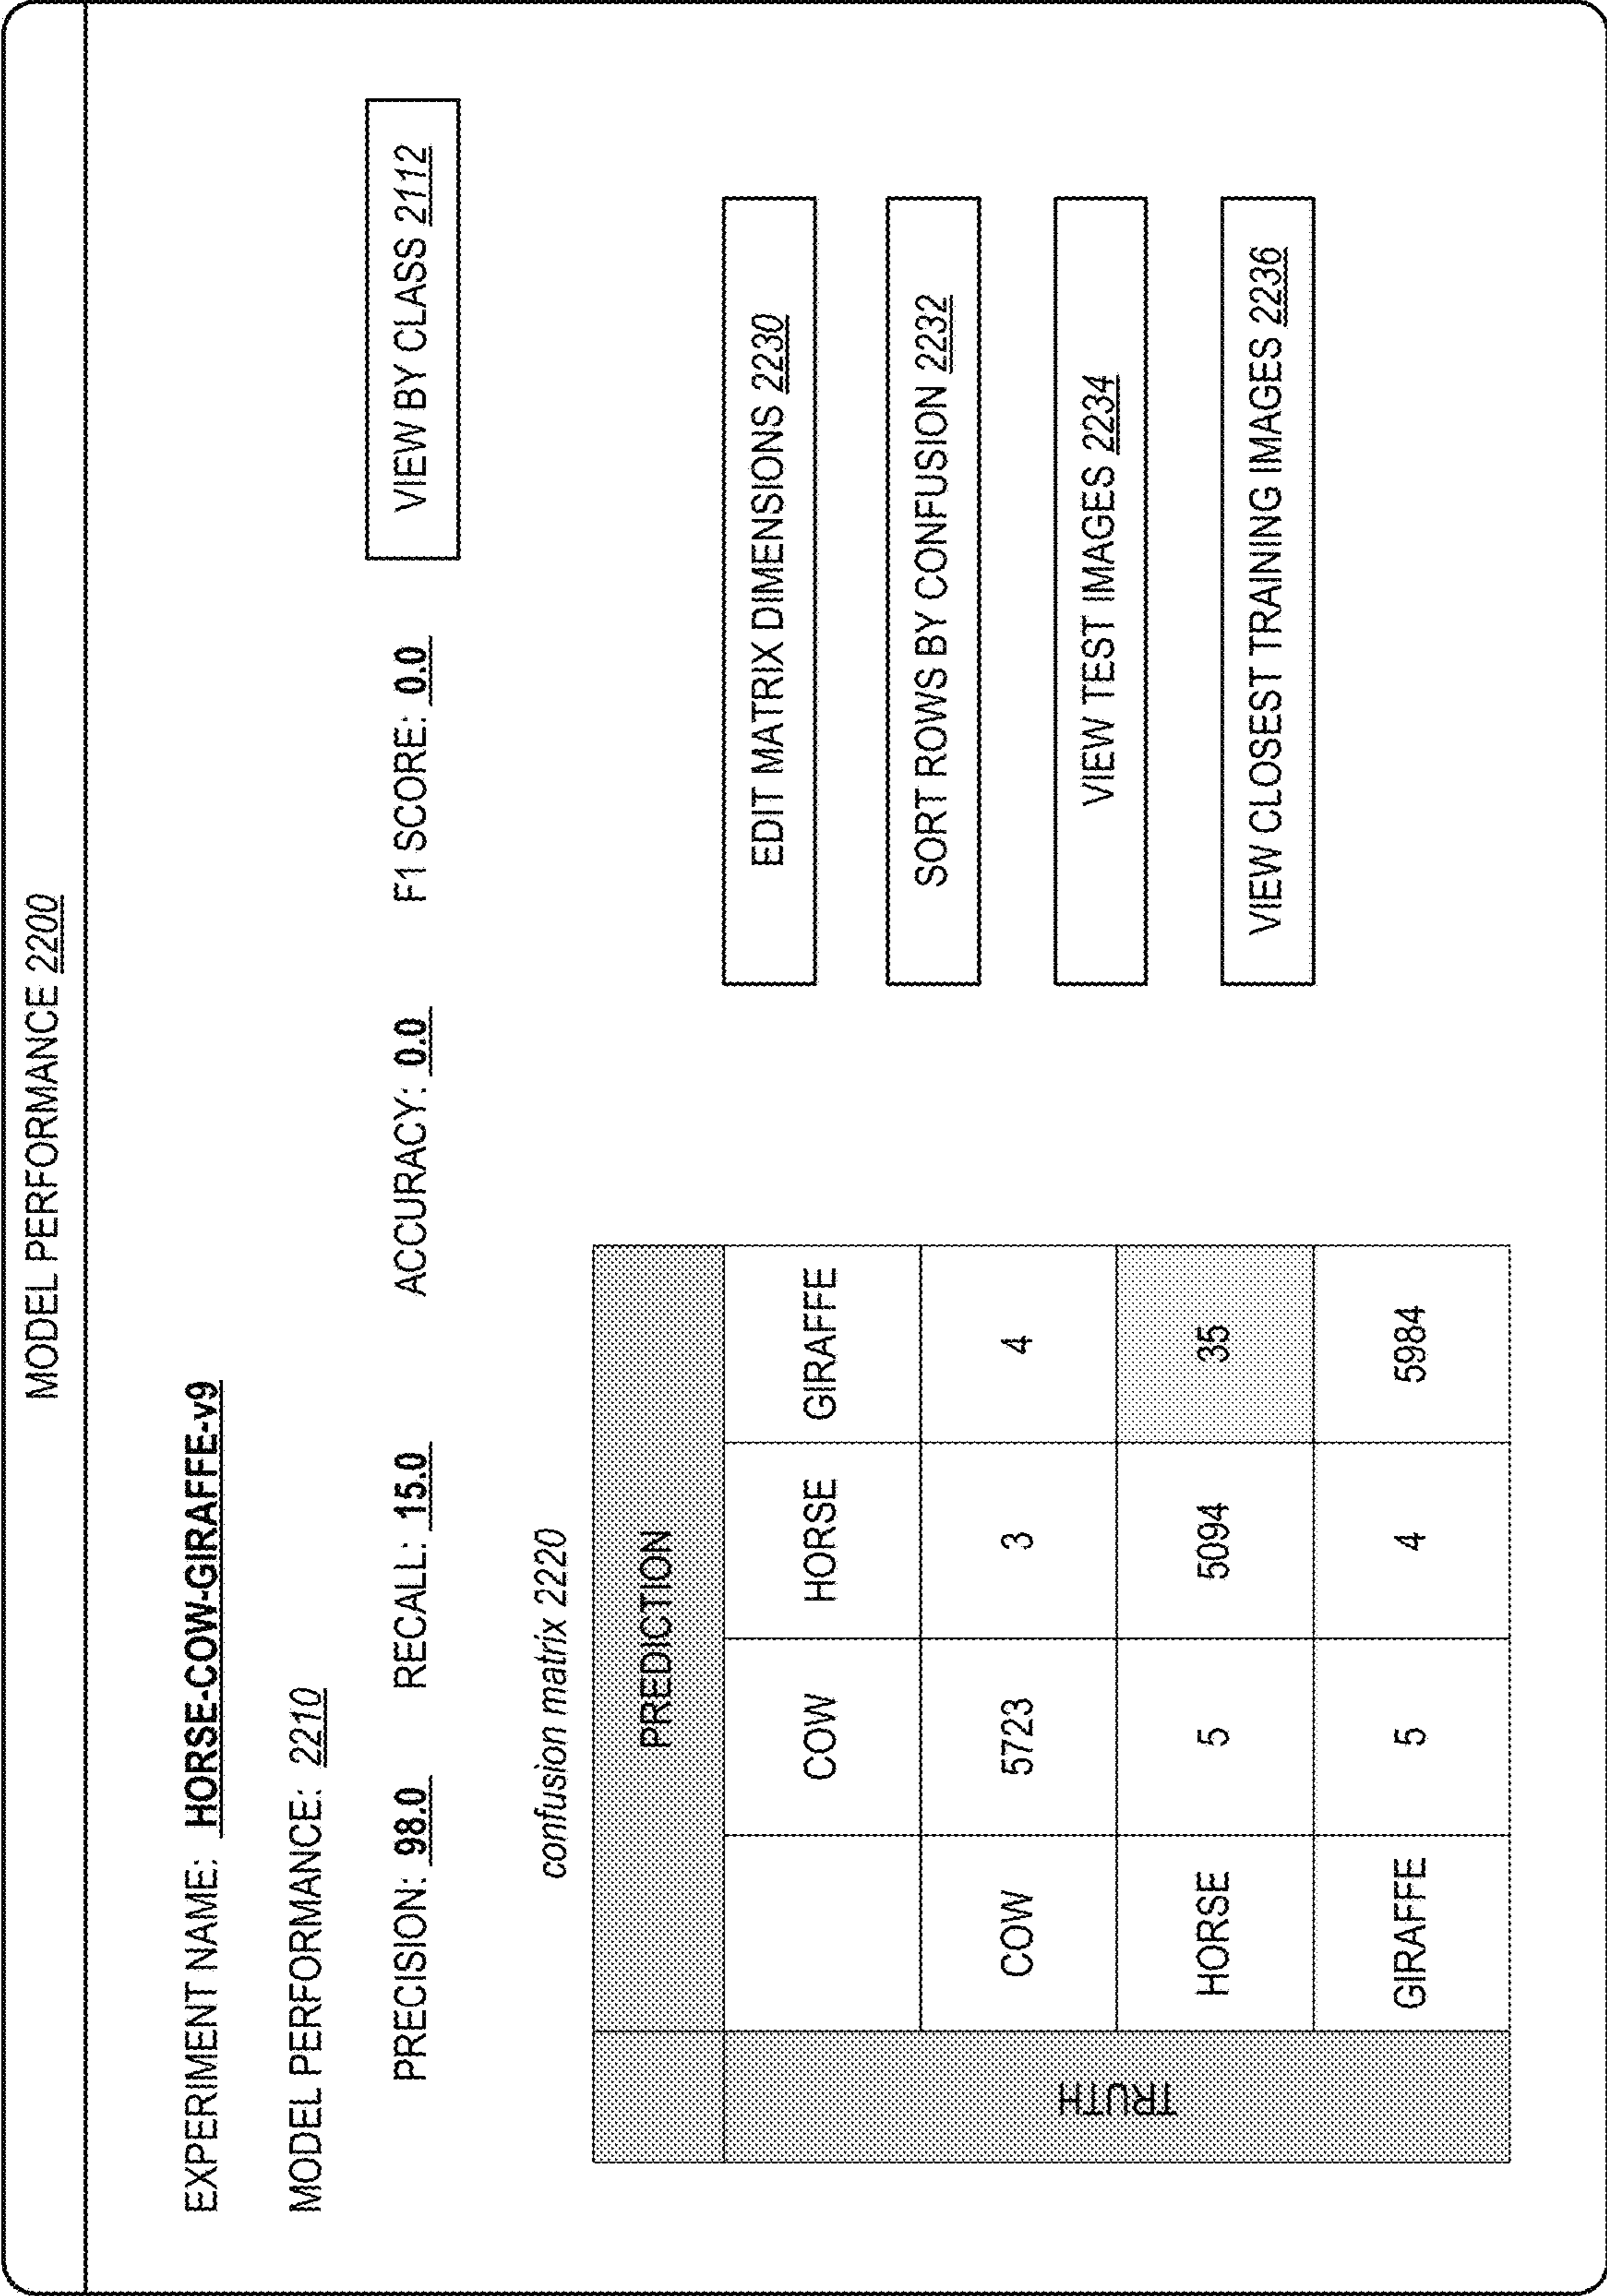 MODEL PERFORMANCE 2200
EXPERIMENT NAME: HORSE-COW-GIRAFFE-v9
MODEL PERFORMANCE: 2210
PRECISION: 98.0 RECALL: 15.0 ACCURACY: 0.0 F1 SCORE: 0.0 VIEW BY CLASS 2112
confusion matrix 2220
PREDICTION
TRUTH
COW HORSE GIRAFFE
COW 5723 3 4
HORSE 5 5094 35
GIRAFFE 5 4 5984
EDIT MATRIX DIMENSIONS 2230
SORT ROWS BY CONFUSION 2232
VIEW TEST IMAGES 2234
VIEW CLOSEST TRAINING IMAGES 2236